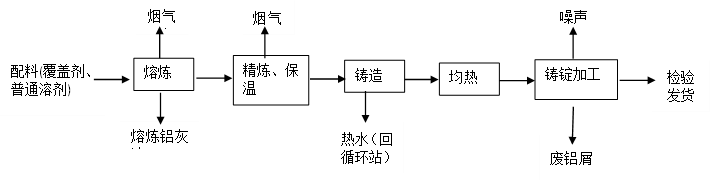 烟气
烟气
噪声
配料(覆盖剂、
普通溶剂)
熔炼
精炼、保
温
铸造
均热
铸锭加工
检验
发货
熔炼铝灰
热水（回
循环站）
废铝屑